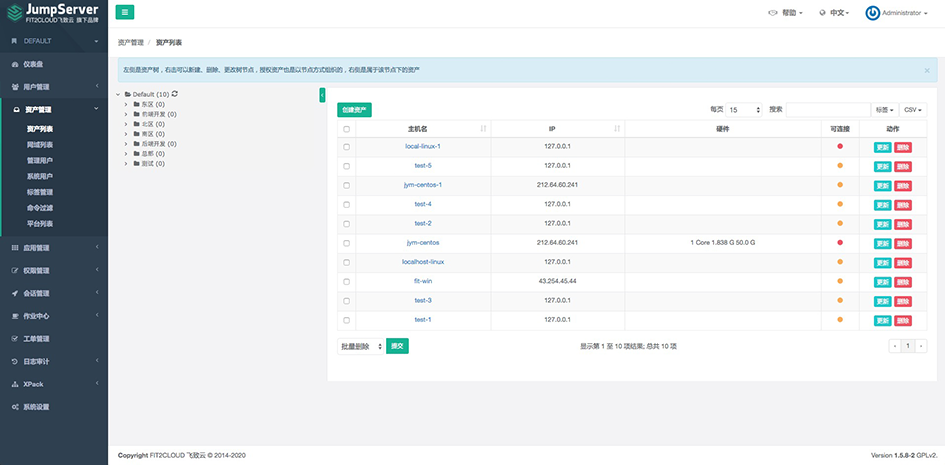 JumpServer
FIT2CLOUD 飞致云 旗下品牌
帮助
中文
Administrator
DEFAULT
仪表盘
用户管理
资产管理
资产列表
网域列表
管理用户
系统用户
标签管理
命令过滤
平台列表
应用管理
权限管理
会话管理
作业中心
工单管理
日志审计
XPack
系统设置
资产管理 / 资产列表
左侧是资产树，右击可以新建、删除、更改树节点，授权资产也是以节点方式组织的，右侧是属于该节点下的资产 ×
Default (10)
东区 (0)
前端开发 (0)
北区 (0)
南区 (0)
后端开发 (0)
总部 (0)
测试 (0)
创建资产 每页 15 搜索 标签 CSV
主机名 IP 硬件 可连接 动作
local-linux-1 127.0.0.1 更新 删除
test-5 127.0.0.1 更新 删除
jym-centos-1 212.64.60.241 更新 删除
test-4 127.0.0.1 更新 删除
test-2 127.0.0.1 更新 删除
jym-centos 212.64.60.241 1 Core 1.838 G 50.0 G 更新 删除
localhost-linux 127.0.0.1 更新 删除
fit-win 43.254.45.44 更新 删除
test-3 127.0.0.1 更新 删除
test-1 127.0.0.1 更新 删除
批量删除 提交 显示第 1 至 10 项结果; 总共 10 项 ‹ 1 ›
Copyright FIT2CLOUD 飞致云 © 2014-2020 Version 1.5.8-2 GPLv2.